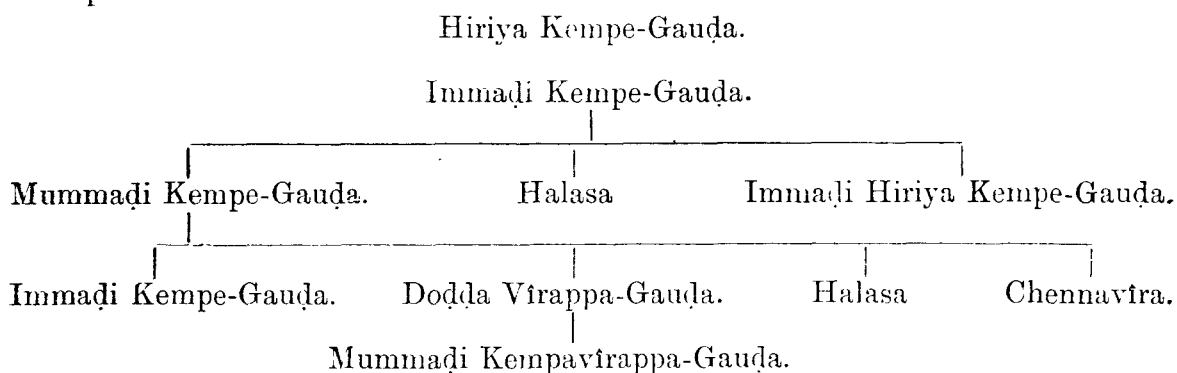 Hiriya Kempe-Gauḍa.
Immaḍi Kempe-Gauḍa.
Mummaḍi Kempe-Gauḍa. Halasa Immaḍi Hiriya Kempe-Gauḍa.
Immaḍi Kempe-Gauḍa. Doḍḍa Vîrappa-Gauḍa. Halasa Chennavîra.
Mummaḍi Kempavîrappa-Gauḍa.